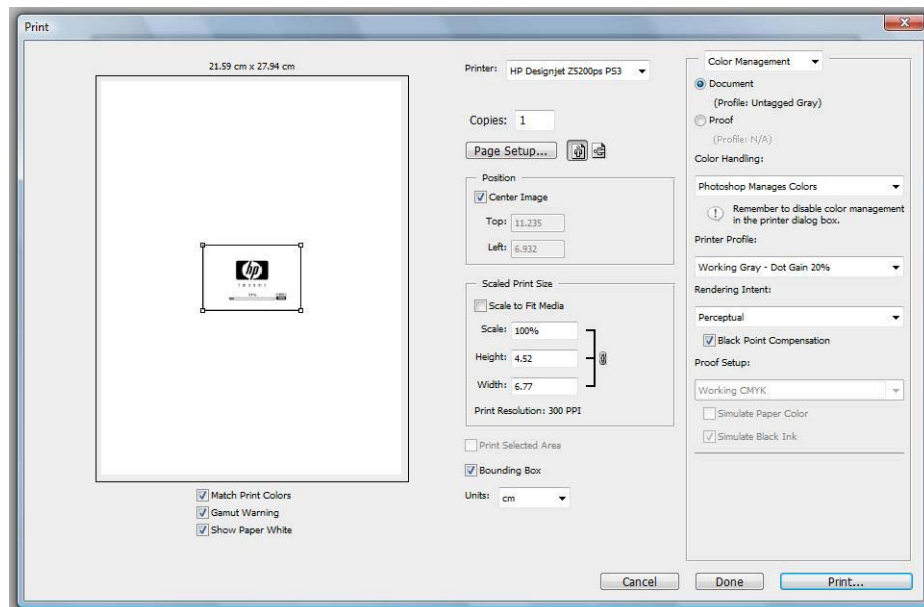 Print
21.59 cm x 27.94 cm
hp
invent
Match Print Colors
Gamut Warning
Show Paper White
Printer: HP Designjet Z5200ps PS3
Copies: 1
Page Setup...
Position
Center Image
Top: 11.235
Left: 6.932
Scaled Print Size
Scale to Fit Media
Scale: 100%
Height: 4.52
Width: 6.77
Print Resolution: 300 PPI
Print Selected Area
Bounding Box
Units: cm
Color Management
Document
(Profile: Untagged Gray)
Proof
(Profile: N/A)
Color Handling:
Photoshop Manages Colors
Remember to disable color management
in the printer dialog box.
Printer Profile:
Working Gray - Dot Gain 20%
Rendering Intent:
Perceptual
Black Point Compensation
Proof Setup:
Working CMYK
Simulate Paper Color
Simulate Black Ink
Cancel
Done
Print...